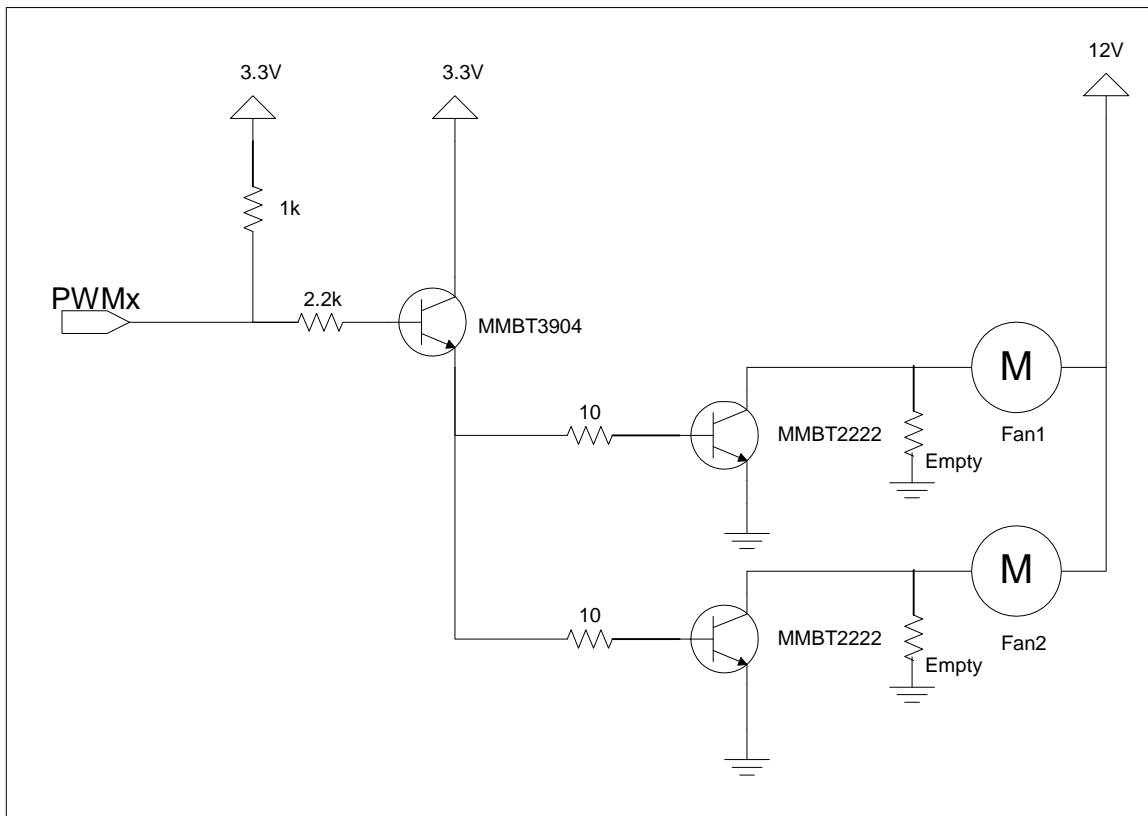 12V
3.3V
3.3V
1k
PWMx
2.2k
MMBT3904
M
10
MMBT2222
Fan1
Empty
M
10
MMBT2222
Fan2
Empty